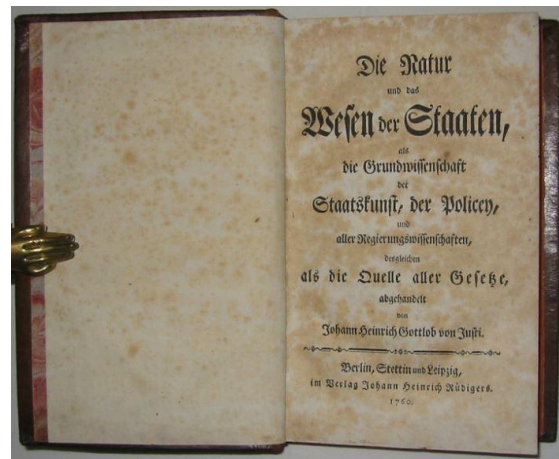 Die Natur
und das
Wesen der Staaten,
als
die Grundwissenschaft
der
Staatskunst, der Policey,
und
aller Regierungswissenschaften,
desgleichen
als die Quelle aller Gesetze,
abgehandelt
von
Johann Heinrich Gottlob von Justi.
Berlin, Stettin und Leipzig,
im Verlag Johann Heinrich Rüdigers.
1760.